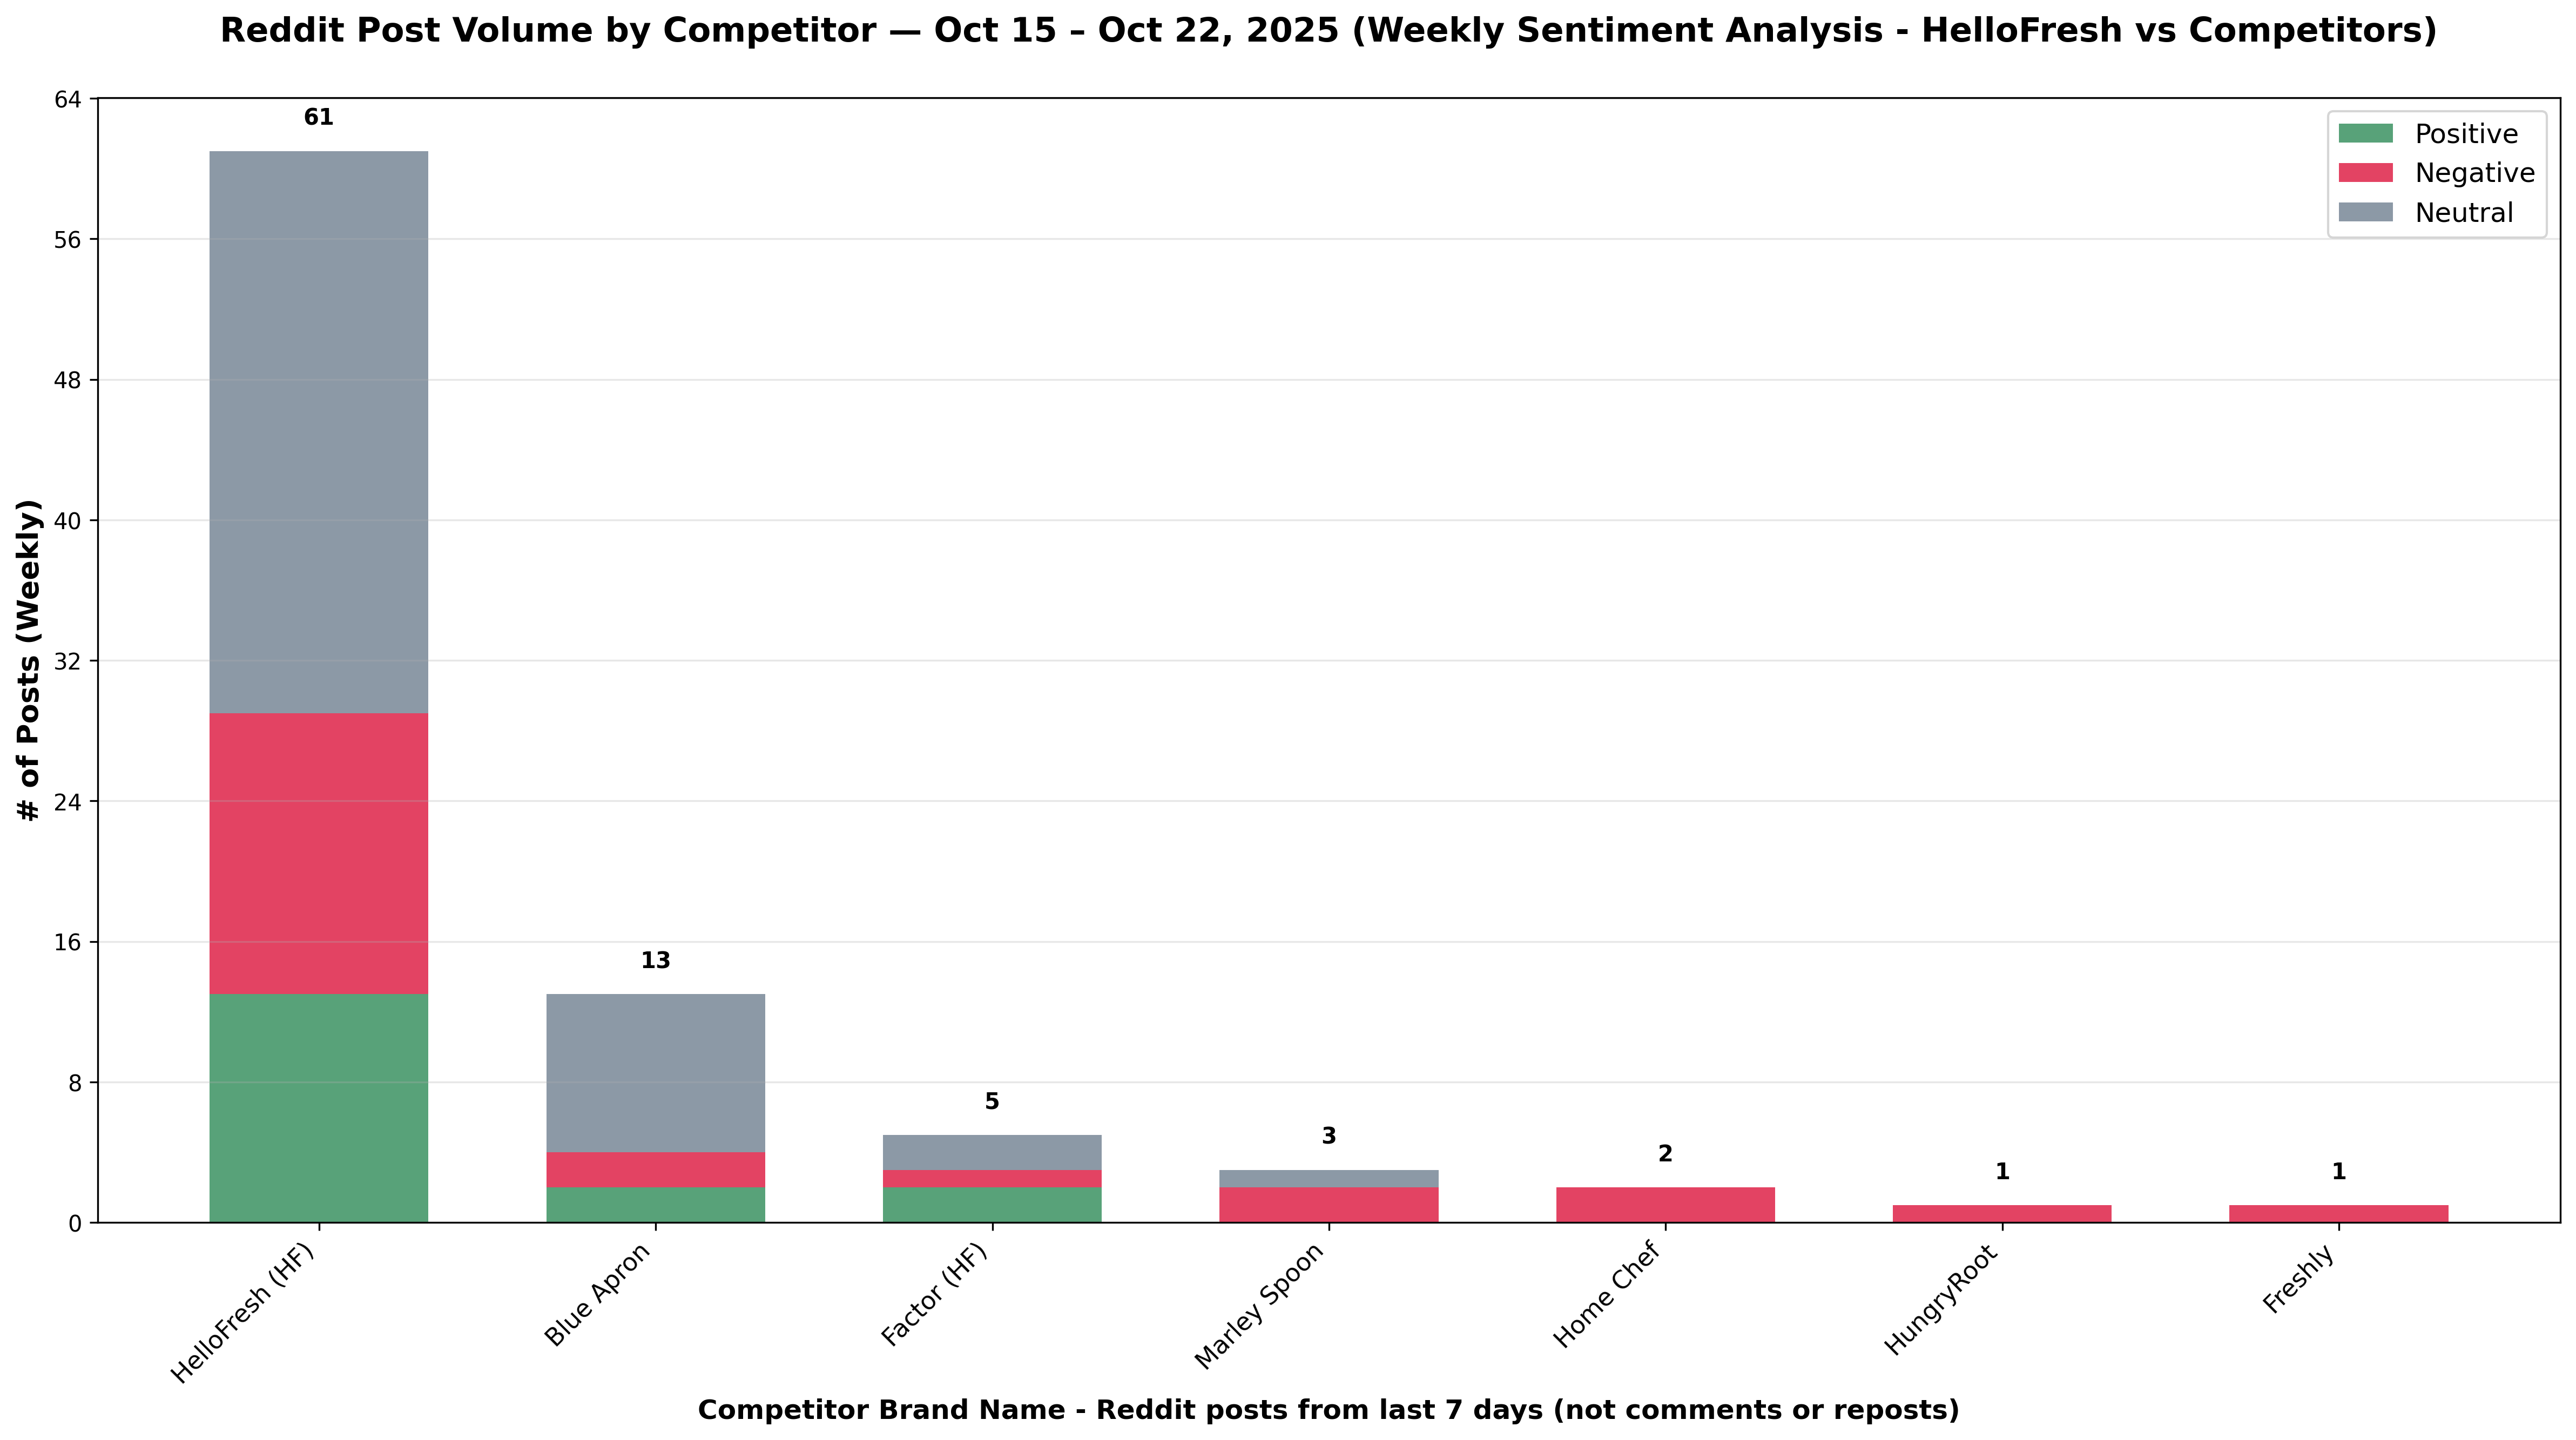 Reddit Post Volume by Competitor — Oct 15 – Oct 22, 2025 (Weekly Sentiment Analysis - HelloFresh vs Competitors)
Positive
Negative
Neutral
# of Posts (Weekly)
64
56
48
40
32
24
16
8
0
61
13
5
3
2
1
1
HelloFresh (HF)
Blue Apron
Factor (HF)
Marley Spoon
Home Chef
HungryRoot
Freshly
Competitor Brand Name - Reddit posts from last 7 days (not comments or reposts)